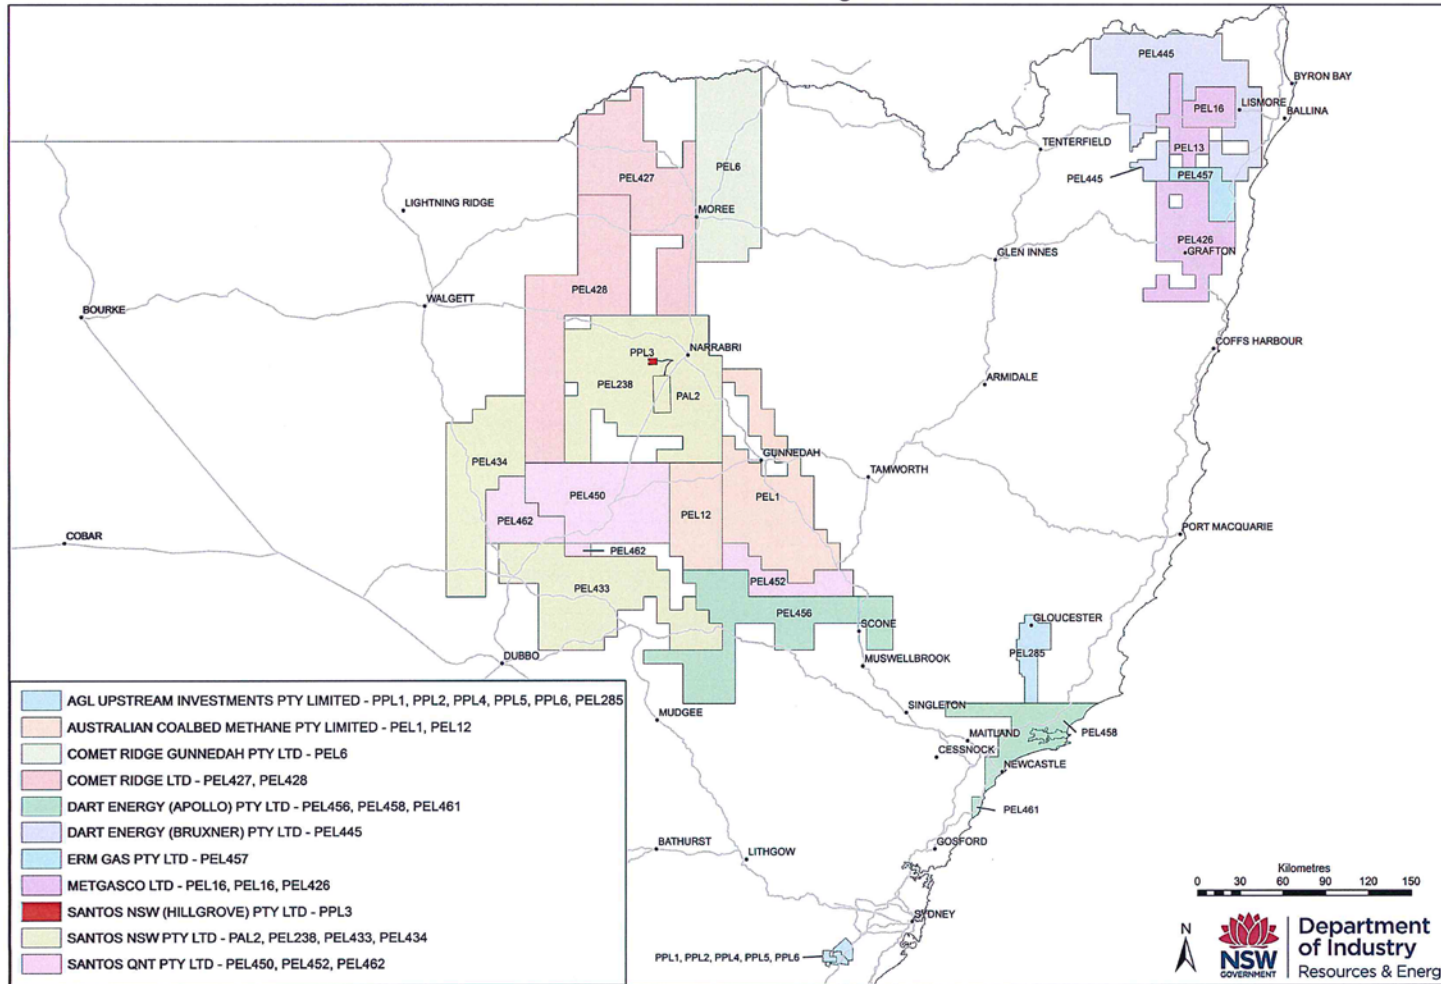 PEL445
BYRON BAY
PEL16
LISMORE
BALLINA
TENTERFIELD
PEL13
PEL6
PEL427
PEL445
PEL457
LIGHTNING RIDGE
MOREE
PEL426
GRAFTON
GLEN INNES
PEL428
WALGETT
BOURKE
COFFS HARBOUR
NARRABRI
PPL3
PEL238
PAL2
ARMIDALE
GUNNEDAH
PEL434
TAMWORTH
PEL450
PEL1
PEL12
PEL462
PORT MACQUARIE
COBAR
PEL462
PEL452
PEL433
PEL456
GLOUCESTER
SCONE
PEL285
DUBBO
MUSWELLBROOK
SINGLETON
MUDGEE
PEL458
MAITLAND
CESSNOCK
NEWCASTLE
PEL461
GOSFORD
BATHURST
LITHGOW
SYDNEY
PPL1, PPL2, PPL4, PPL5, PPL6
AGL UPSTREAM INVESTMENTS PTY LIMITED - PPL1, PPL2, PPL4, PPL5, PPL6, PEL285
AUSTRALIAN COALBED METHANE PTY LIMITED - PEL1, PEL12
COMET RIDGE GUNNEDAH PTY LTD - PEL6
COMET RIDGE LTD - PEL427, PEL428
DART ENERGY (APOLLO) PTY LTD - PEL456, PEL458, PEL461
DART ENERGY (BRUXNER) PTY LTD - PEL445
ERM GAS PTY LTD - PEL457
METGASCO LTD - PEL16, PEL16, PEL426
SANTOS NSW (HILLGROVE) PTY LTD - PPL3
SANTOS NSW PTY LTD - PAL2, PEL238, PEL433, PEL434
SANTOS QNT PTY LTD - PEL450, PEL452, PEL462
Kilometres
0 30 60 90 120 150
N
NSW
GOVERNMENT
Department
of Industry
Resources & Energ